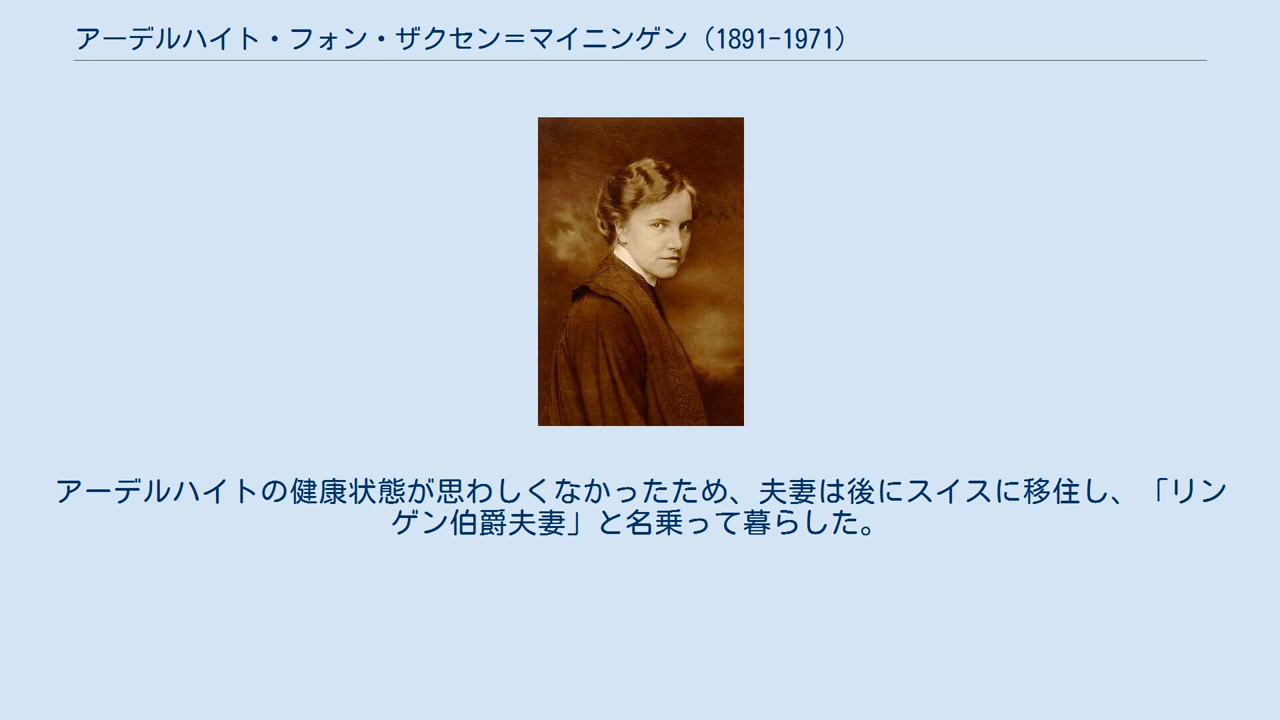 アーデルハイト・フォン・ザクセン＝マイニンゲン（1891-1971）
アーデルハイトの健康状態が思わしくなかったため、夫妻は後にスイスに移住し、「リン
ゲン伯爵夫妻」と名乗って暮らした。